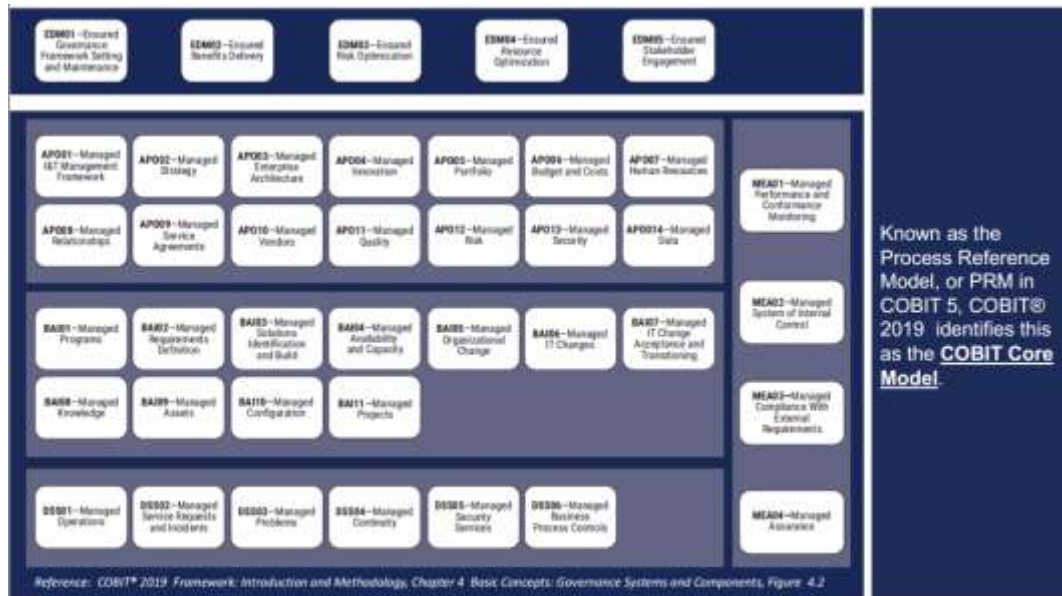 EDM01—Ensured
Governance
Framework Setting
and Maintenance
EDM02—Ensured
Benefits Delivery
EDM03—Ensured
Risk Optimization
EDM04—Ensured
Resource
Optimization
EDM05—Ensured
Stakeholder
Engagement
APO01—Managed
I&T Management
Framework
APO02—Managed
Strategy
APO03—Managed
Enterprise
Architecture
APO04—Managed
Innovation
APO05—Managed
Portfolio
APO06—Managed
Budget and Costs
APO07—Managed
Human Resources
APO08—Managed
Relationships
APO09—Managed
Service
Agreements
APO10—Managed
Vendors
APO11—Managed
Quality
APO12—Managed
Risk
APO13—Managed
Security
APO014—Managed
Data
BAI01—Managed
Programs
BAI02—Managed
Requirements
Definition
BAI03—Managed
Solutions
Identification
and Build
BAI04—Managed
Availability
and Capacity
BAI05—Managed
Organizational
Change
BAI06—Managed
IT Changes
BAI07—Managed
IT Change
Acceptance and
Transitioning
BAI08—Managed
Knowledge
BAI09—Managed
Assets
BAI10—Managed
Configuration
BAI11—Managed
Projects
DSS01—Managed
Operations
DSS02—Managed
Service Requests
and Incidents
DSS03—Managed
Problems
DSS04—Managed
Continuity
DSS05—Managed
Security
Services
DSS06—Managed
Business
Process Controls
MEA01—Managed
Performance and
Conformance
Monitoring
MEA02—Managed
System of Internal
Control
MEA03—Managed
Compliance With
External
Requirements
MEA04—Managed
Assurance
Reference: COBIT® 2019 Framework: Introduction and Methodology, Chapter 4 Basic Concepts: Governance Systems and Components, Figure 4.2
Known as the
Process Reference
Model, or PRM in
COBIT 5, COBIT®
2019 identifies this
as the COBIT Core
Model.